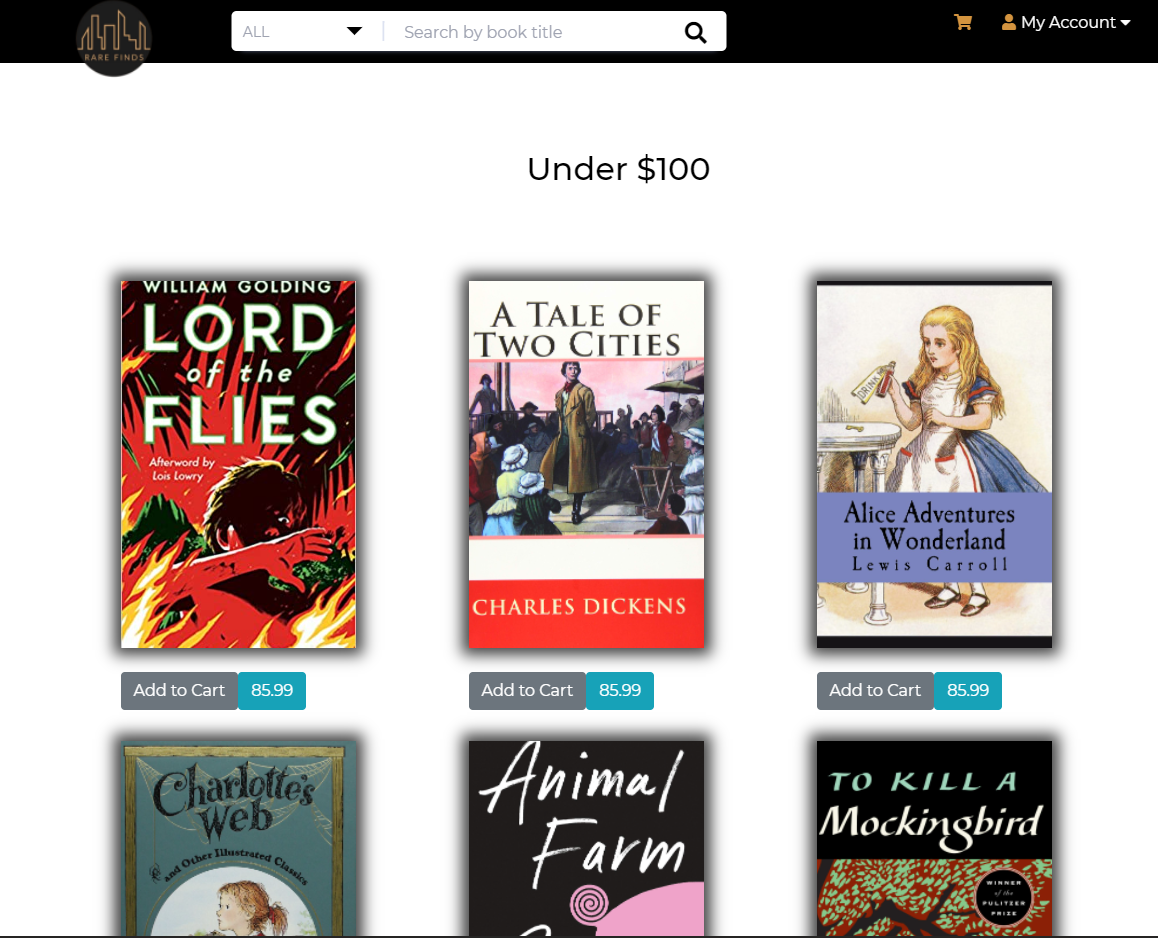 RARE FINDS
ALL
Search by book title
My Account
Under $100
WILLIAM GOLDING
LORD
of the
FLIES
Afterword by
Lois Lowry
A TALE OF
TWO CITIES
CHARLES DICKENS
DRINK
Alice Adventures
in Wonderland
Lewis Carroll
Add to Cart 85.99
Add to Cart 85.99
Add to Cart 85.99
Charlotte's
Web
and Other Illustrated Classics
Animal
Farm
TO KILL A
Mockingbird
WINNER
of the
PULITZER
PRIZE